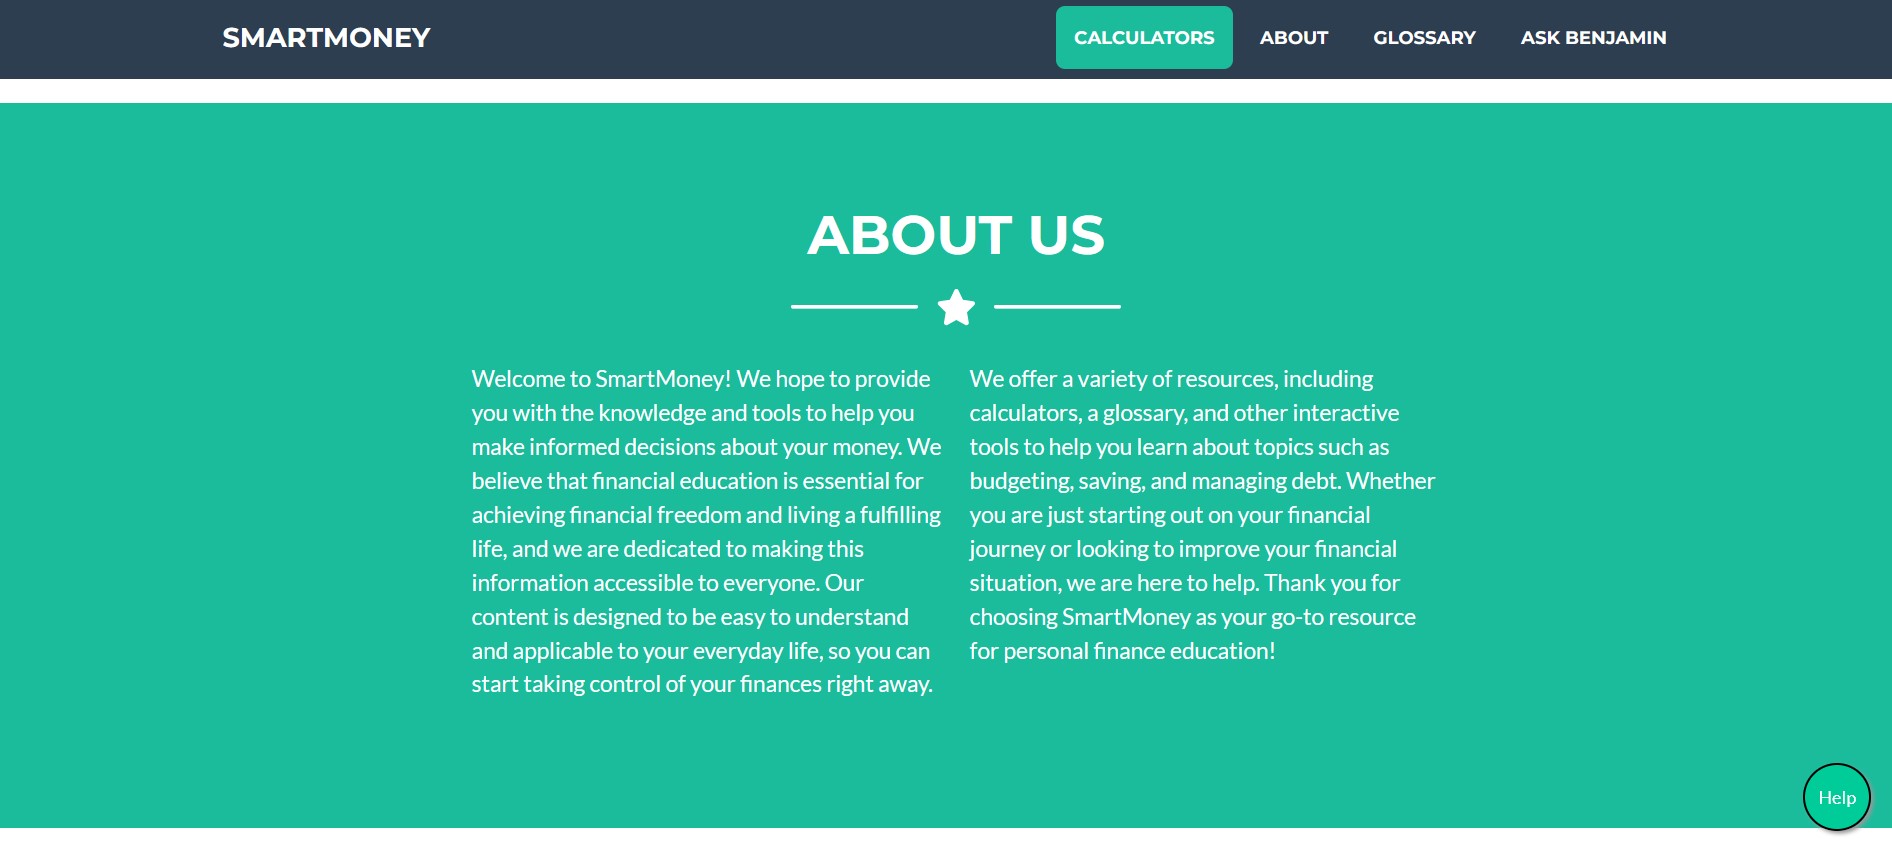 SMARTMONEY
CALCULATORS
ABOUT
GLOSSARY
ASK BENJAMIN
ABOUT US
Welcome to SmartMoney! We hope to provide
you with the knowledge and tools to help you
make informed decisions about your money. We
believe that financial education is essential for
achieving financial freedom and living a fulfilling
life, and we are dedicated to making this
information accessible to everyone. Our
content is designed to be easy to understand
and applicable to your everyday life, so you can
start taking control of your finances right away.
We offer a variety of resources, including
calculators, a glossary, and other interactive
tools to help you learn about topics such as
budgeting, saving, and managing debt. Whether
you are just starting out on your financial
journey or looking to improve your financial
situation, we are here to help. Thank you for
choosing SmartMoney as your go-to resource
for personal finance education!
Help